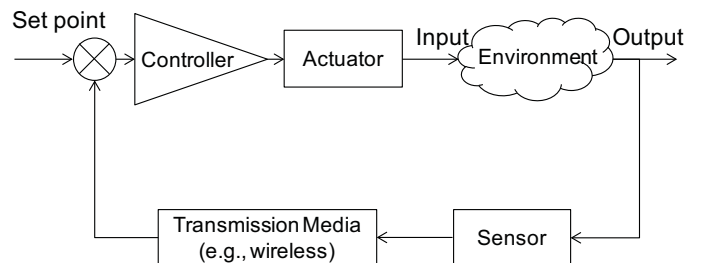 Set point
Controller
Actuator
Input
Environment
Output
Transmission Media
(e.g., wireless)
Sensor